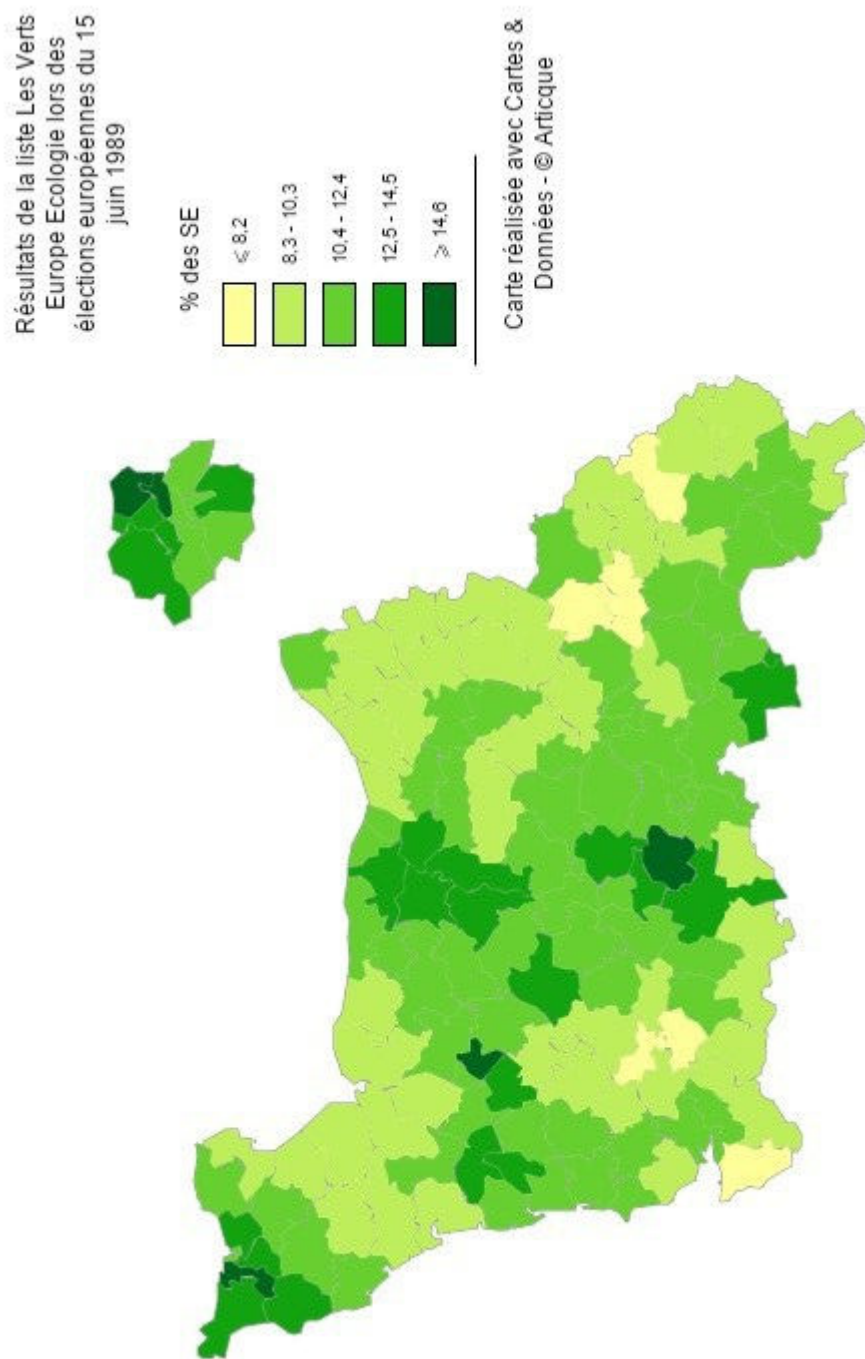 Résultats de la liste Les Verts
Europe Ecologie lors des
élections européennes du 15
juin 1989
% des SE
⩽ 8,2
8,3 - 10,3
10,4 - 12,4
12,5 - 14,5
⩾ 14,6
Carte réalisée avec Cartes &
Données - © Articque